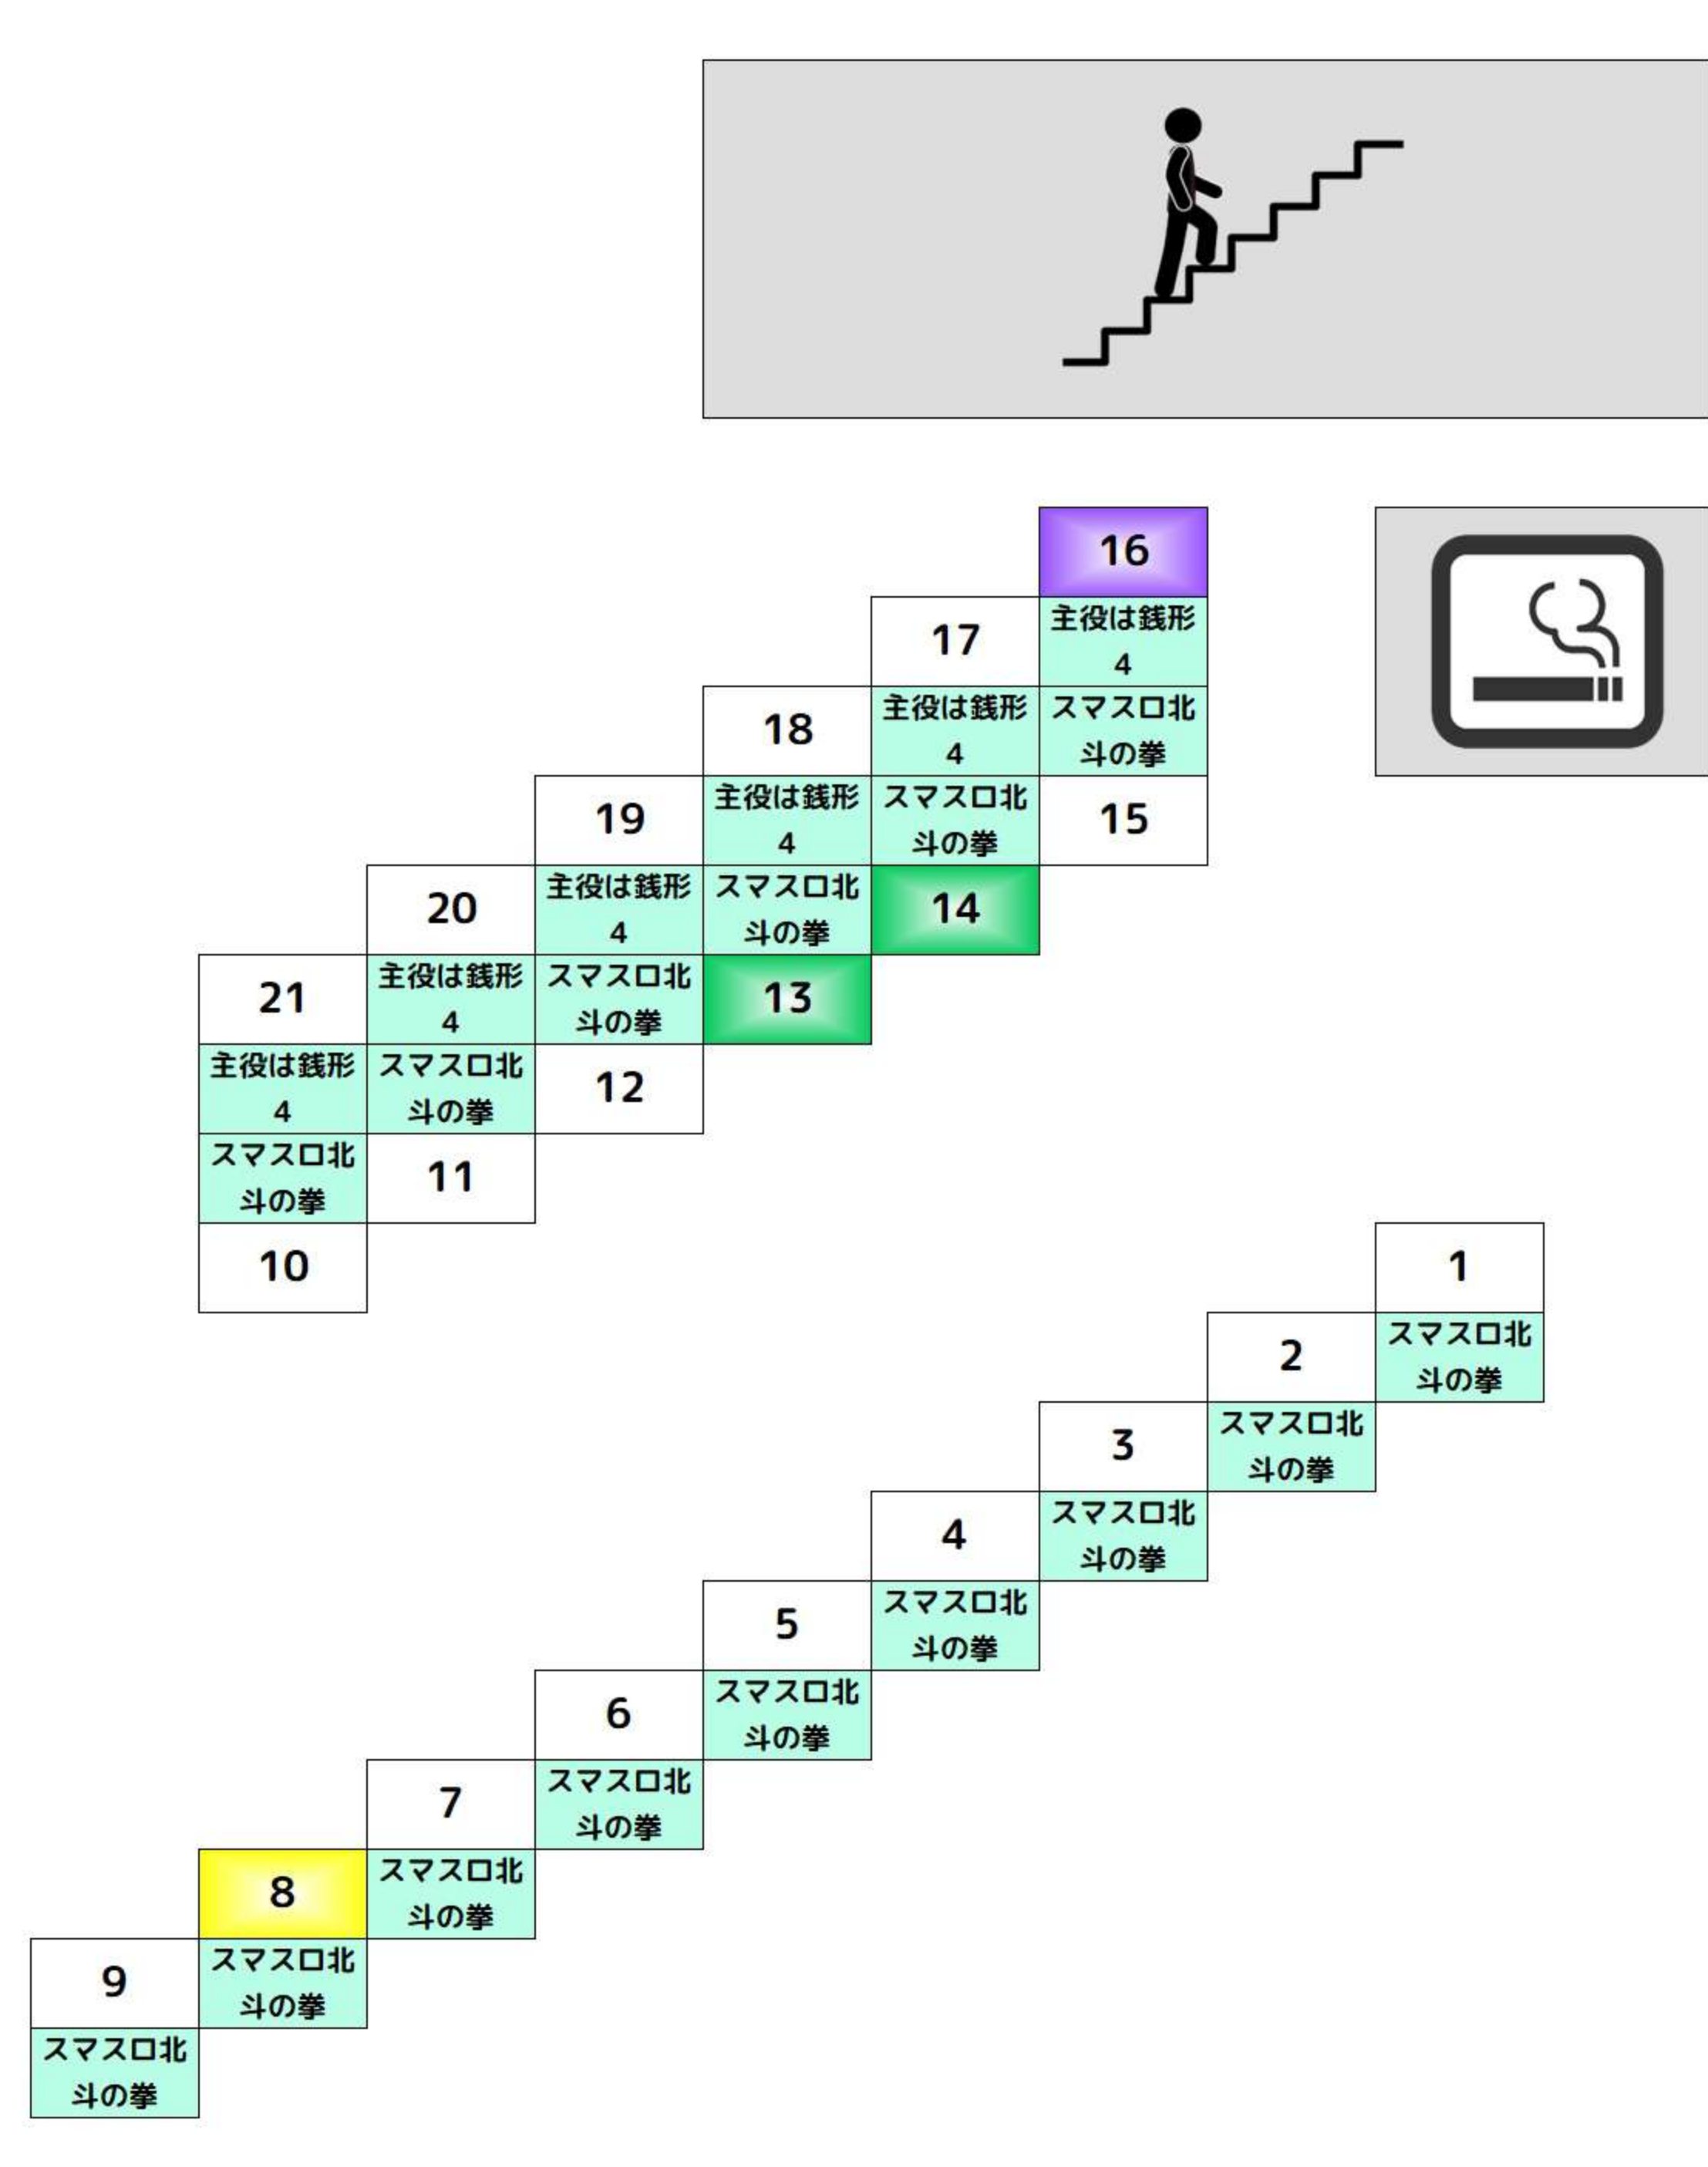 16
17
主役は銭形
4
18
主役は銭形
4
スマスロ北
斗の拳
19
主役は銭形
4
スマスロ北
斗の拳
15
20
主役は銭形
4
スマスロ北
斗の拳
14
21
主役は銭形
4
スマスロ北
斗の拳
13
主役は銭形
4
スマスロ北
斗の拳
12
スマスロ北
斗の拳
11
10
1
2
スマスロ北
斗の拳
3
スマスロ北
斗の拳
4
スマスロ北
斗の拳
5
スマスロ北
斗の拳
6
スマスロ北
斗の拳
7
スマスロ北
斗の拳
8
スマスロ北
斗の拳
9
スマスロ北
斗の拳
スマスロ北
斗の拳